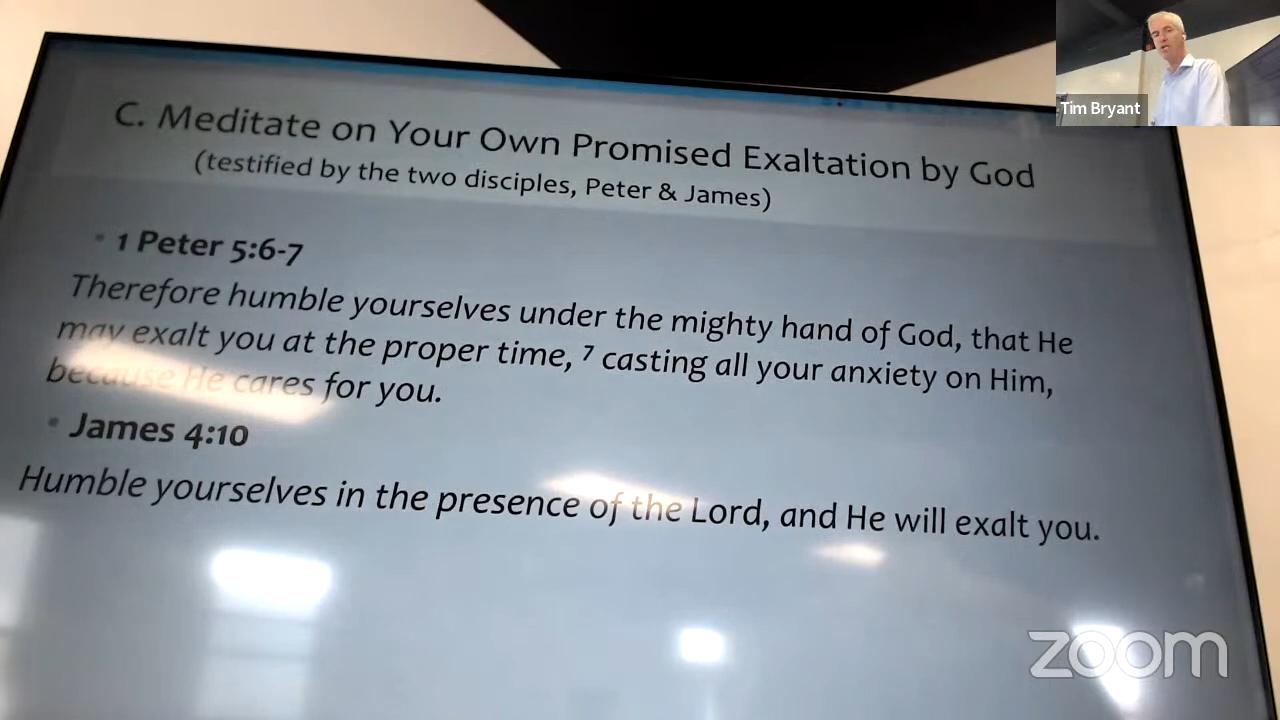 C. Meditate on Your Own Promised Exaltation by God
(testified by the two disciples, Peter & James)
• 1 Peter 5:6-7
Therefore humble yourselves under the mighty hand of God, that He
may exalt you at the proper time, ⁷ casting all your anxiety on Him,
because He cares for you.
• James 4:10
Humble yourselves in the presence of the Lord, and He will exalt you.
Tim Bryant
zoom